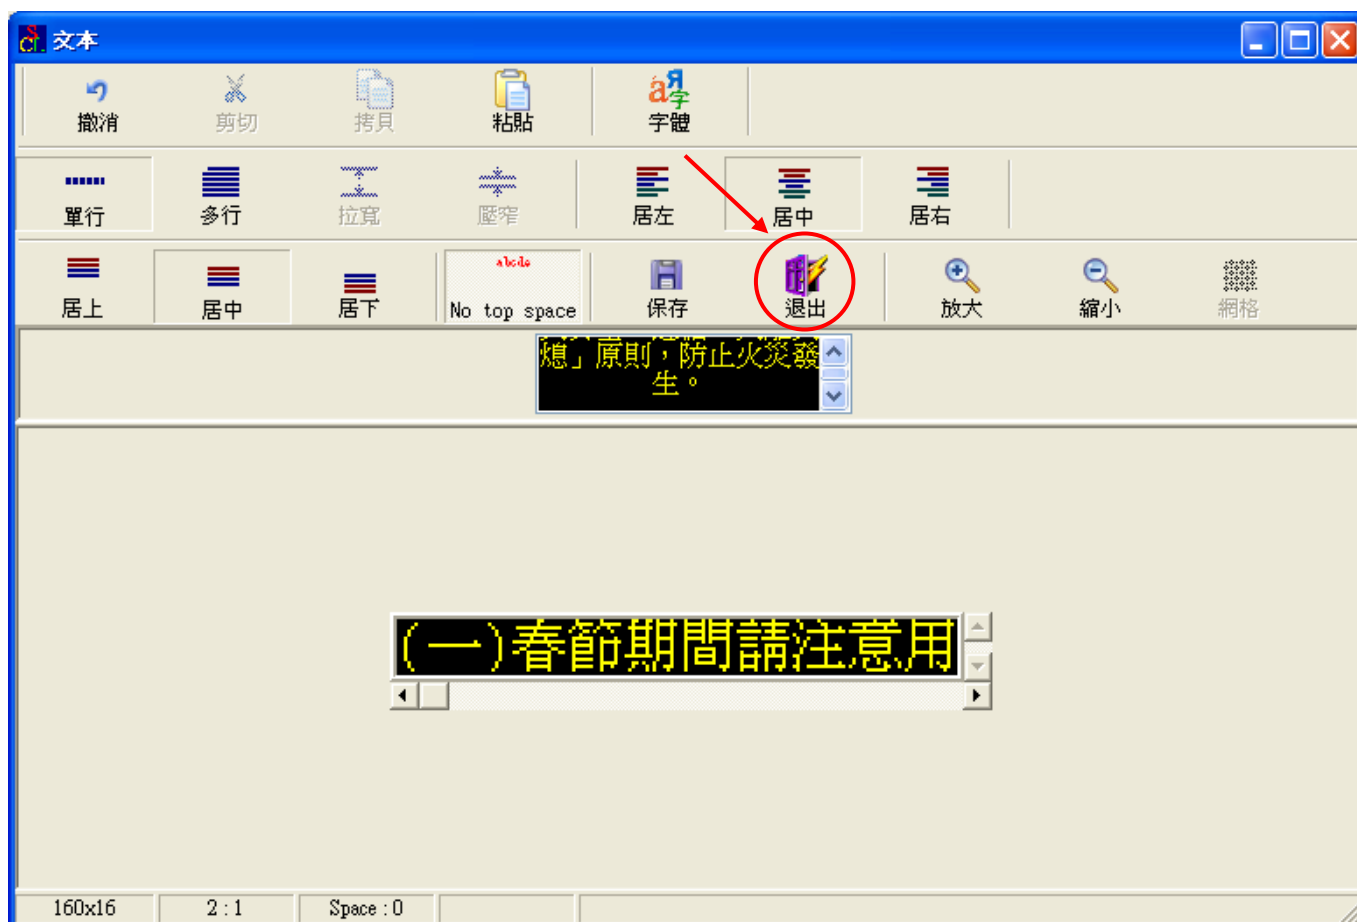 文本
撤消 剪切 拷貝 粘貼 字體
單行 多行 拉寬 壓窄 居左 居中 居右
abcde
居上 居中 居下 No top space 保存 退出 放大 縮小 網格
熄」原則，防止火災發
生。
(一)春節期間請注意用
160x16 2:1 Space:0